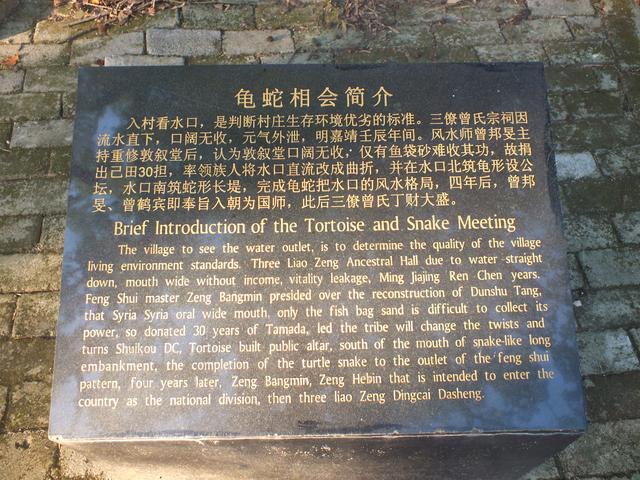 龟蛇相会简介
入村看水口，是判断村庄生存环境优劣的标准。三僚曾氏宗祠因
流水直下，口阔无收，元气外泄，明嘉靖壬辰年间。风水师曾邦旻主
持重修敦叙堂后，认为敦叙堂口阔无收，仅有鱼袋砂难收其功，故捐
出己田30担，率领族人将水口直流改成曲折，并在水口北筑龟形设公
坛，水口南筑蛇形长堤，完成龟蛇把水口的风水格局，四年后，曾邦
旻、曾鹤宾即奉旨入朝为国师，此后三僚曾氏丁财大盛。
Brief Introduction of the Tortoise and Snake Meeting
The village to see the water outlet, is to determine the quality of the village
living environment standards. Three Liao Zeng Ancestral Hall due to water straight
down, mouth wide without income, vitality leakage, Ming Jiajing Ren Chen years.
Feng Shui master Zeng Bangmin presided over the reconstruction of Dunshu Tang,
that Syria Syria oral wide mouth, only the fish bag sand is difficult to collect its
power, so donated 30 years of Tamada, led the tribe will change the twists and
turns Shuikou DC, Tortoise built public altar, south of the mouth of snake-like long
embankment, the completion of the turtle snake to the outlet of the feng shui
pattern, four years later, Zeng Bangmin, Zeng Hebin that is intended to enter the
country as the national division, then three liao Zeng Dingcai Dasheng.